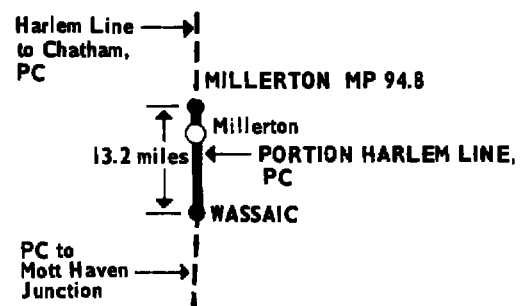 Harlem Line
to Chatham,
PC
MILLERTON MP 94.8
Millerton
13.2 miles
PORTION HARLEM LINE,
PC
WASSAIC
PC to
Mott Haven
Junction